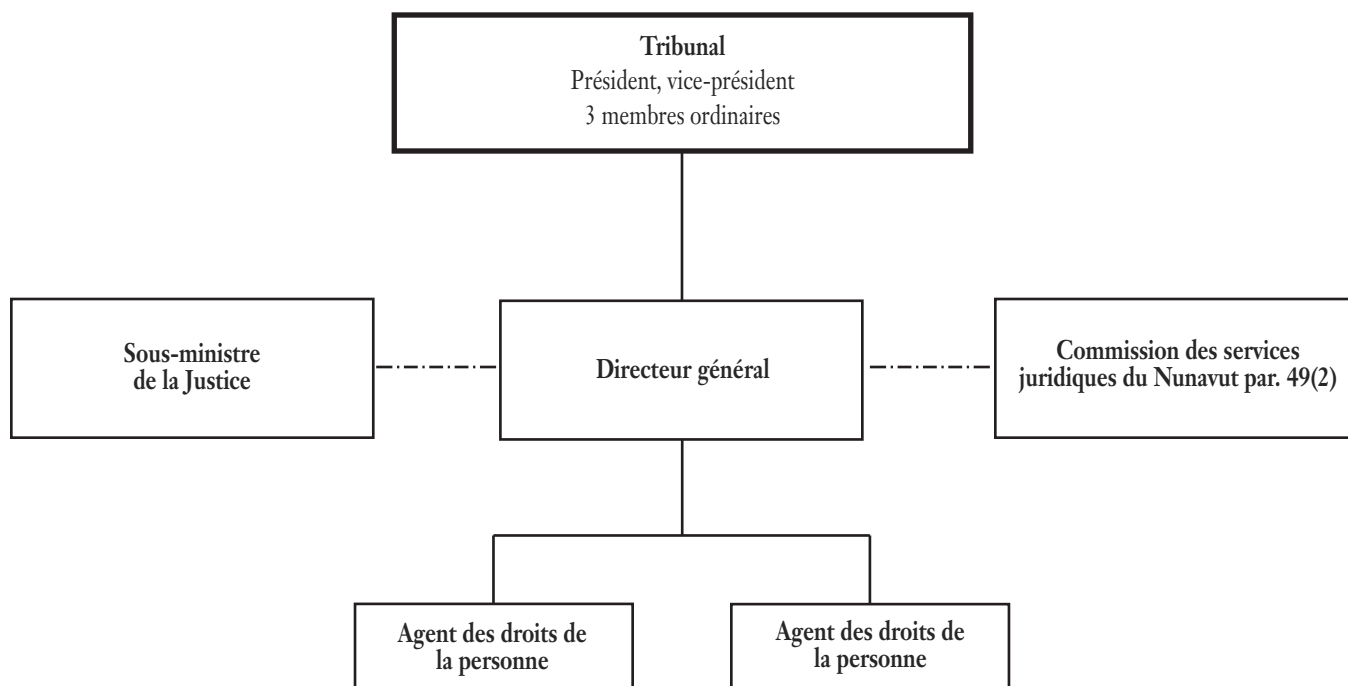 Tribunal
Président, vice-président
3 membres ordinaires
Sous-ministre
de la Justice
Directeur général
Commission des services
juridiques du Nunavut par. 49(2)
Agent des droits de
la personne
Agent des droits de
la personne